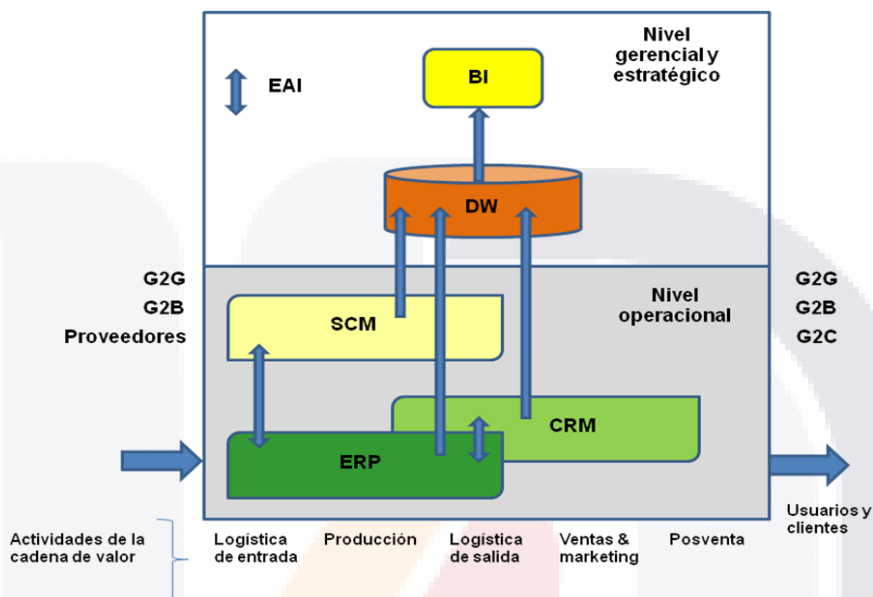 Nivel
gerencial y
estratégico
EAI
BI
DW
G2G
G2B
Proveedores
SCM
Nivel
operacional
G2G
G2B
G2C
CRM
ERP
Actividades de la
cadena de valor
Logística
de entrada
Producción
Logística
de salida
Ventas &
marketing
Posventa
Usuarios y
clientes